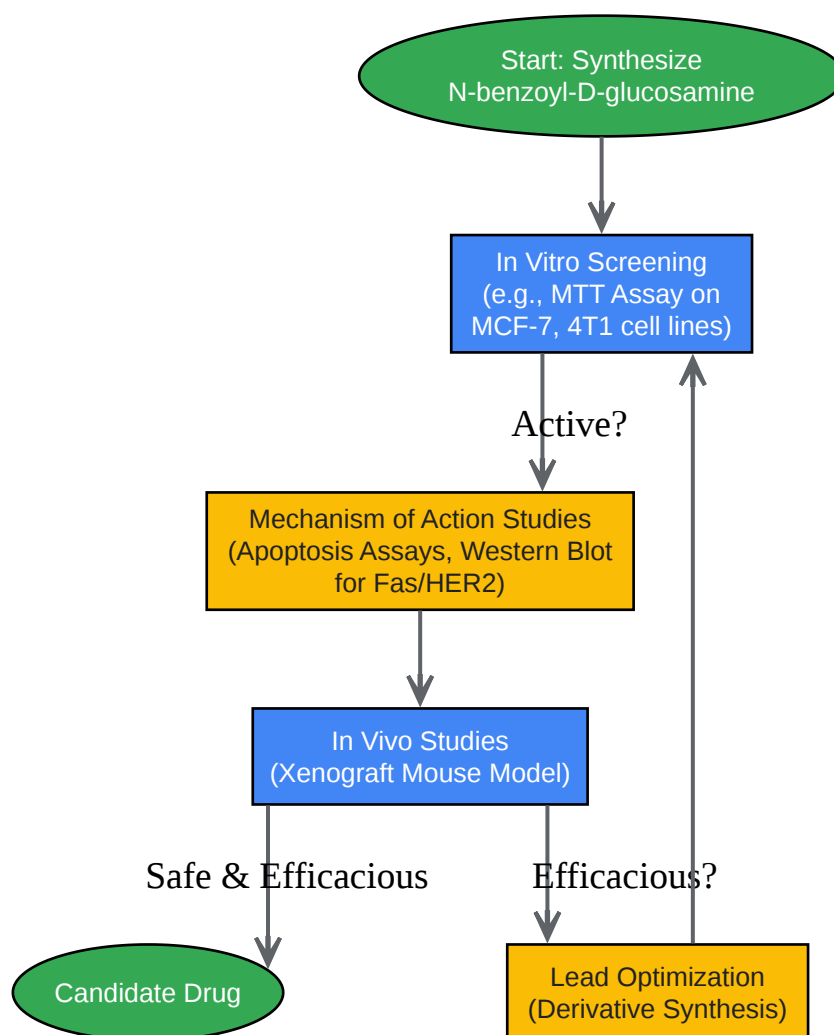 Start: Synthesize
N-benzoyl-D-glucosamine
In Vitro Screening
(e.g., MTT Assay on
MCF-7, 4T1 cell lines)
Active?
Mechanism of Action Studies
(Apoptosis Assays, Western Blot
for Fas/HER2)
In Vivo Studies
(Xenograft Mouse Model)
Safe & Efficacious
Efficacious?
Candidate Drug
Lead Optimization
(Derivative Synthesis)